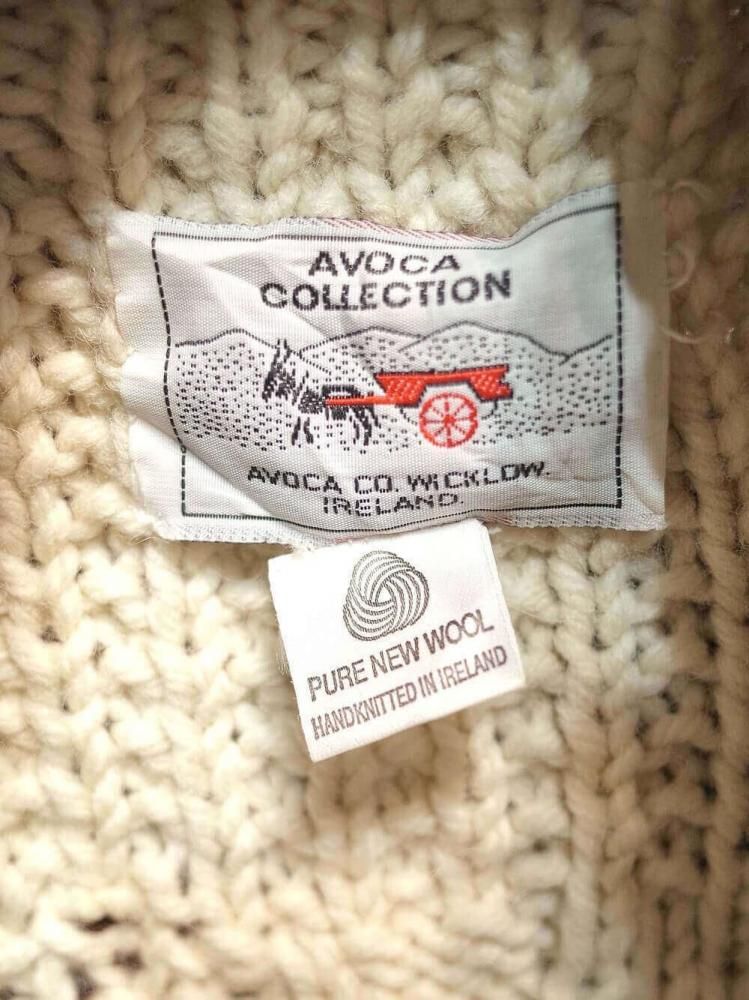 AVOCA
COLLECTION
AVOCA CO. WICKLOW.
IRELAND.
PURE NEW WOOL
HANDKNITTED IN IRELAND